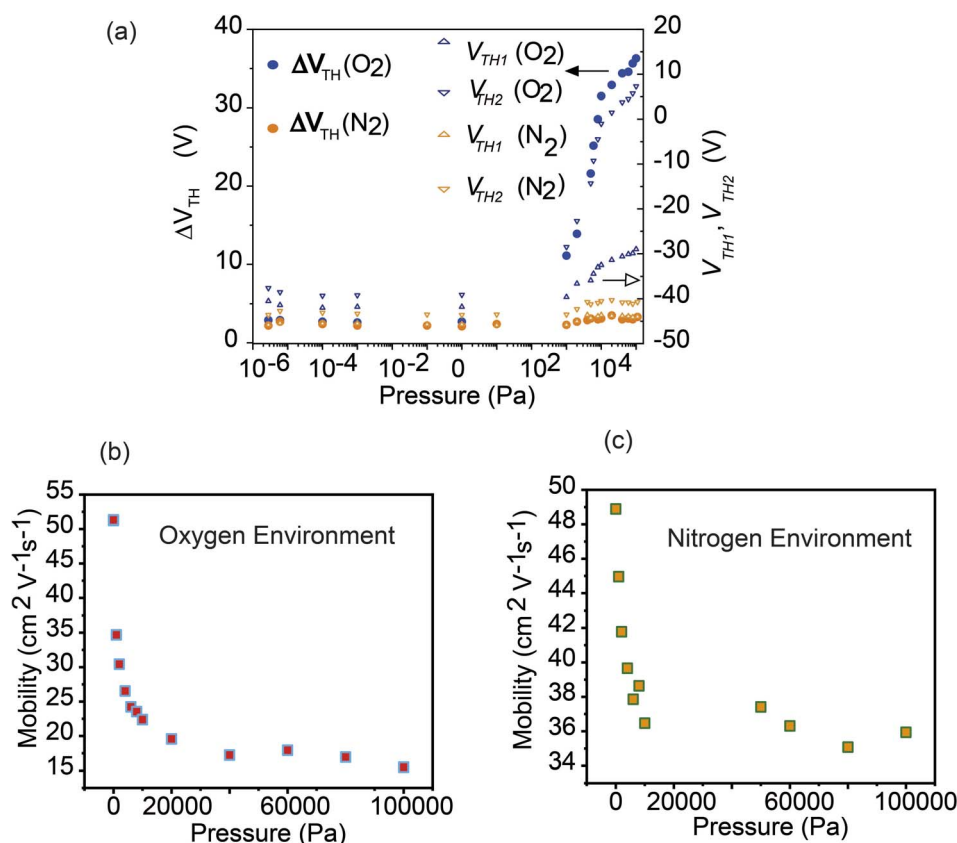 (a)
40
30
20
10
0
ΔV_TH (V)
ΔV_TH (O2)
ΔV_TH (N2)
V_TH1 (O2)
V_TH2 (O2)
V_TH1 (N2)
V_TH2 (N2)
20
10
0
-10
-20
-30
-40
-50
V_TH1, V_TH2 (V)
10^-6 10^-4 10^-2 0 10^2 10^4
Pressure (Pa)
(b)
55
50
45
40
35
30
25
20
15
Mobility (cm^2 V^-1s^-1)
Oxygen Environment
0 20000 60000 100000
Pressure (Pa)
(c)
50
48
46
44
42
40
38
36
34
Mobility (cm^2 V^-1s^-1)
Nitrogen Environment
0 20000 60000 100000
Pressure (Pa)